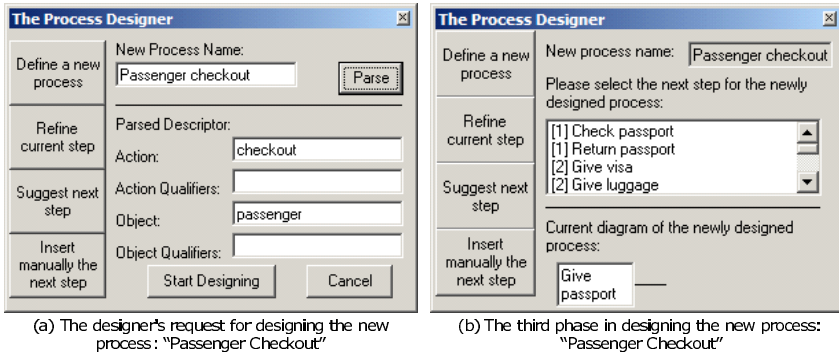 The Process Designer
Define a new
process
Refine
current step
Suggest next
step
Insert
manually the
next step
New Process Name:
Passenger checkout
Parse
Parsed Descriptor:
Action:
checkout
Action Qualifiers:
Object:
passenger
Object Qualifiers:
Start Designing
Cancel
(a) The designer's request for designing the new
process: "Passenger Checkout"
The Process Designer
Define a new
process
Refine
current step
Suggest next
step
Insert
manually the
next step
New process name:
Passenger checkout
Please select the next step for the newly
designed process:
[1] Check passport
[1] Return passport
[2] Give visa
[2] Give luggage
Current diagram of the newly designed
process:
Give
passport
(b) The third phase in designing the new process:
"Passenger Checkout"